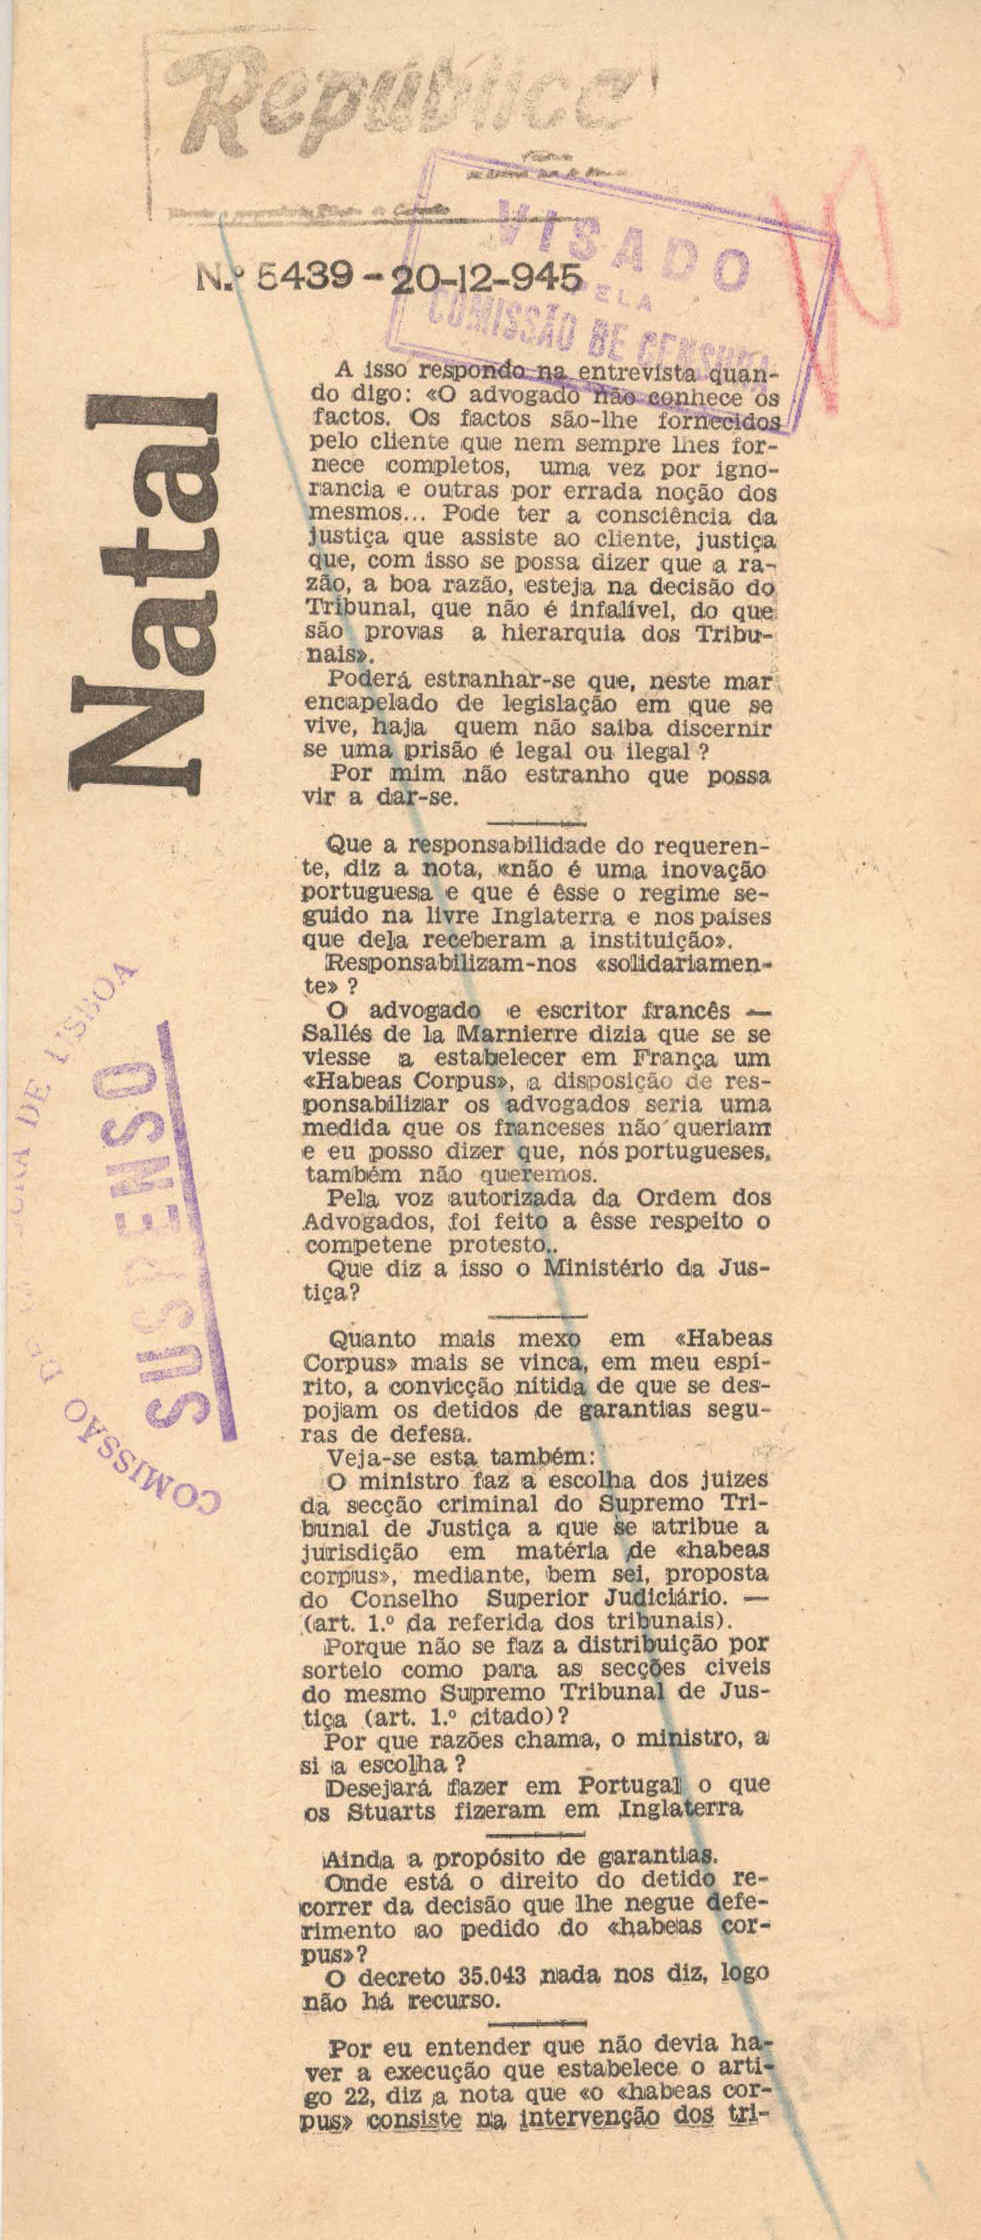 República
N.º 5439 - 20-12-945
VISADO
PELA
COMISSÃO DE CENSURA
Natal
A isso respondo na entrevista quan-
do digo: «O advogado não conhece os
factos. Os factos são-lhe fornecidos
pelo cliente que nem sempre lhes for-
nece completos, uma vez por igno-
rancia e outras por errada noção dos
mesmos... Pode ter a consciência da
justiça que assiste ao cliente, justiça
que, com isso se possa dizer que a ra-
zão, a boa razão, esteja na decisão do
Tribunal, que não é infalível, do que
são provas a hierarquia dos Tribu-
nais».
Poderá estranhar-se que, neste mar
encapelado de legislação em que se
vive, haja quem não saiba discernir
se uma prisão é legal ou ilegal?
Por mim não estranho que possa
vir a dar-se.
Que a responsabilidade do requeren-
te, diz a nota, «não é uma inovação
portuguesa e que é êsse o regime se-
guido na livre Inglaterra e nos paises
que dela receberam a instituição».
Responsabilizam-nos «solidariamen-
te»?
O advogado e escritor francês —
Sallés de la Marnierre dizia que se se
viesse a estabelecer em França um
«Habeas Corpus», a disposição de res-
ponsabilizar os advogados seria uma
medida que os franceses não queriam
e eu posso dizer que, nós portugueses,
também não queremos.
Pela voz autorizada da Ordem dos
Advogados, foi feito a êsse respeito o
competene protesto..
Que diz a isso o Ministério da Jus-
tiça?
Quanto mais mexo em «Habeas
Corpus» mais se vinca, em meu espí-
rito, a convicção nítida de que se des-
pojam os detidos de garantias segu-
ras de defesa.
Veja-se esta também:
O ministro faz a escolha dos juizes
da secção criminal do Supremo Tri-
bunal de Justiça a que se atribue a
jurisdição em matéria de «habeas
corpus», mediante, bem sei, proposta
do Conselho Superior Judiciário. —
(art. 1.º da referida dos tribunais).
Porque não se faz a distribuição por
sorteio como para as secções civeis
do mesmo Supremo Tribunal de Jus-
tiça (art. 1.º citado)?
Por que razões chama, o ministro, a
si a escolha?
Desejará fazer em Portugal o que
os Stuarts fizeram em Inglaterra
Ainda a propósito de garantias.
Onde está o direito do detido re-
correr da decisão que lhe negue defe-
rimento ao pedido do «habeas cor-
pus»?
O decreto 35.043 nada nos diz, logo
não há recurso.
Por eu entender que não devia ha-
ver a execução que estabelece o arti-
go 22, diz a nota que «o «habeas cor-
pus» consiste na intervenção dos tri-
COMISSÃO DE DE LISBOA
SUSPENSO